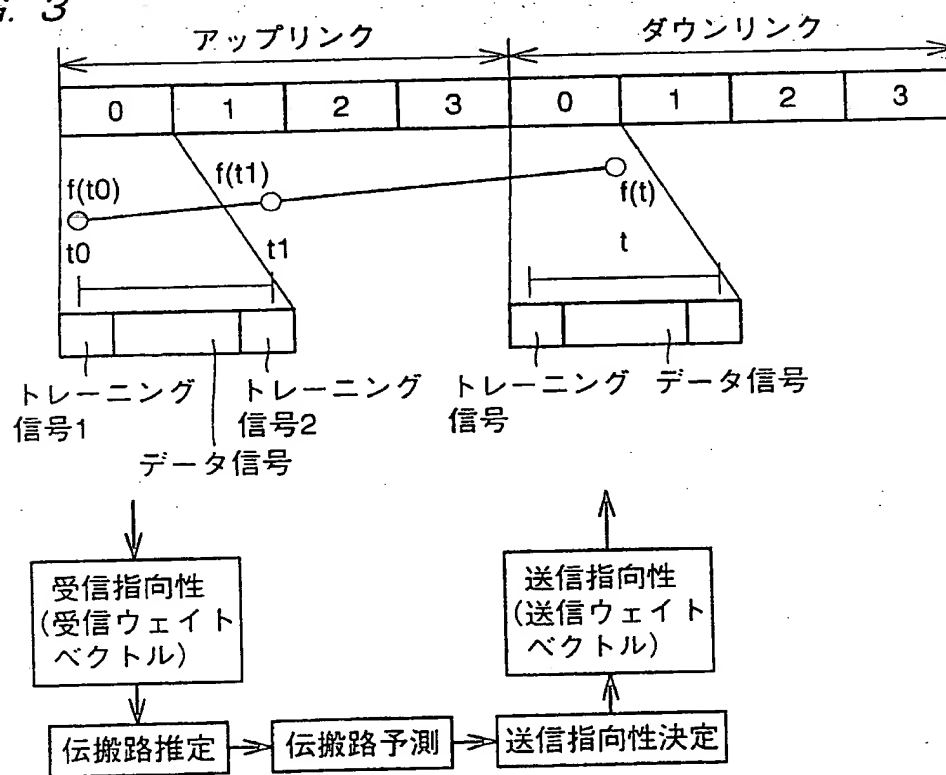 G. 3
アップリンク
ダウンリンク
0 1 2 3 0 1 2 3
f(t0)
f(t1)
f(t)
t0
t1
t
トレーニング
信号1
データ信号
トレーニング
信号2
トレーニング
信号
データ信号
受信指向性
(受信ウェイト
ベクトル)
送信指向性
(送信ウェイト
ベクトル)
伝搬路推定
伝搬路予測
送信指向性決定